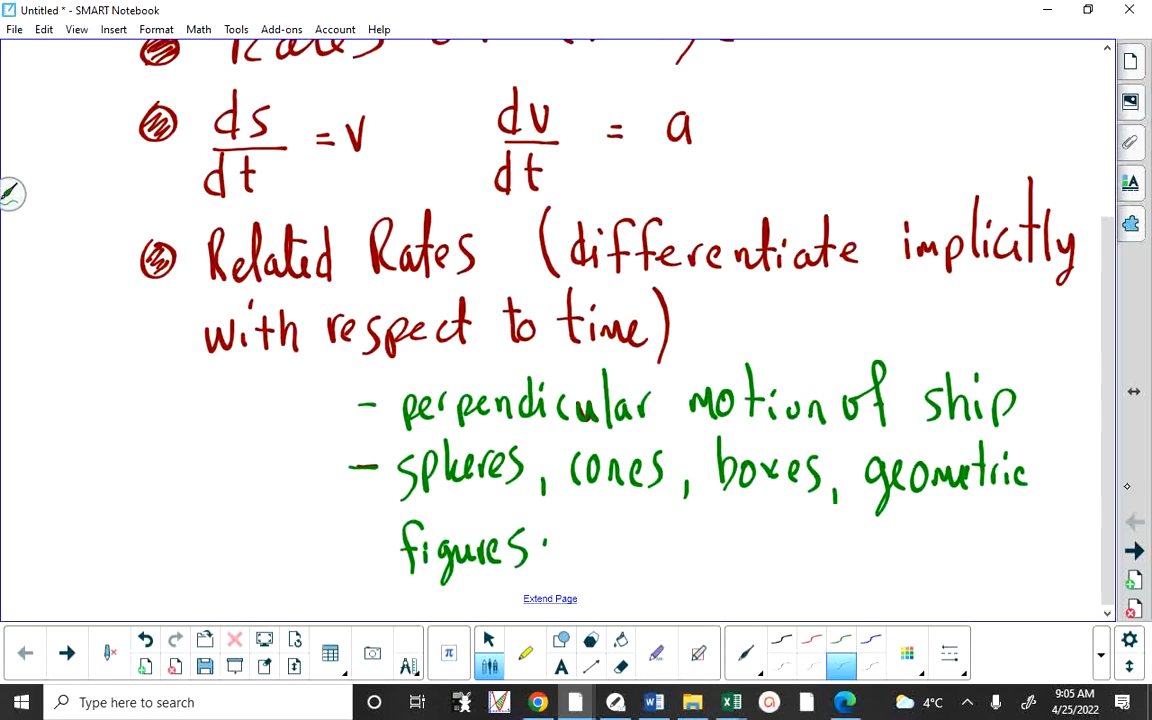 Untitled * - SMART Notebook
File Edit View Insert Format Math Tools Add-ons Account Help
Rates
ds/dt = v dv/dt = a
Related Rates (differentiate implicitly
with respect to time)
- perpendicular motion of ship
- spheres, cones, boxes, geometric
figures.
Extend Page
π
A
Type here to search
4°C
9:05 AM
4/25/2022